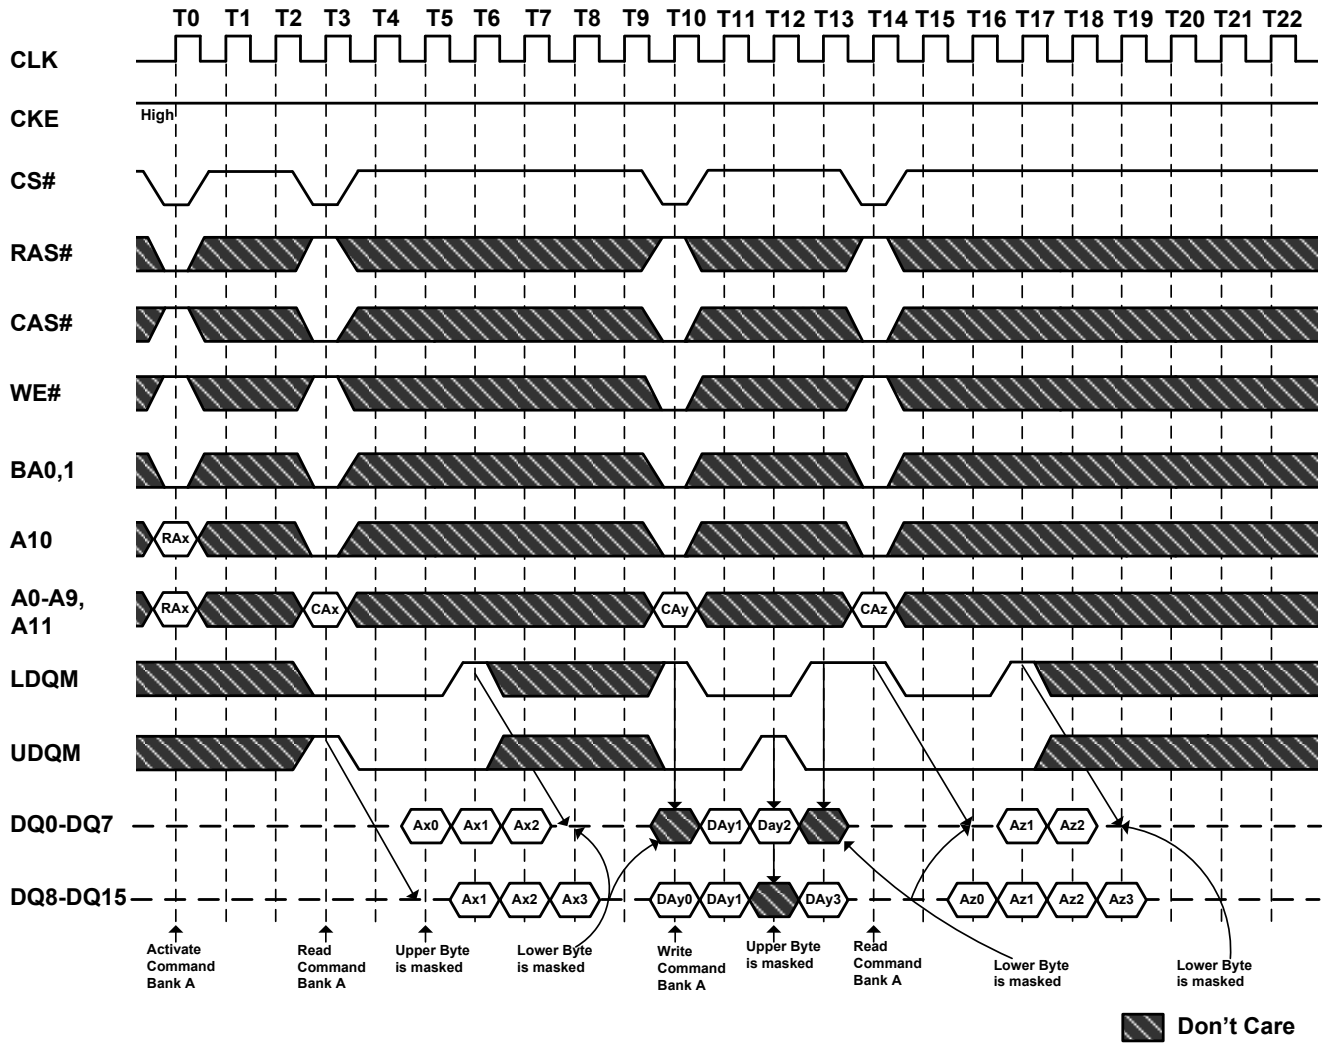 T0 T1 T2 T3 T4 T5 T6 T7 T8 T9 T10 T11 T12 T13 T14 T15 T16 T17 T18 T19 T20 T21 T22
CLK
CKE High
CS#
RAS#
CAS#
WE#
BA0,1
A10 RAx
A0-A9,
A11 RAx CAx CAy CAz
LDQM
UDQM
DQ0-DQ7 Ax0 Ax1 Ax2 DAy1 Day2 Az1 Az2
DQ8-DQ15 Ax1 Ax2 Ax3 DAy0 DAy1 DAy3 Az0 Az1 Az2 Az3
Activate
Command
Bank A
Read
Command
Bank A
Upper Byte
is masked
Lower Byte
is masked
Write
Command
Bank A
Upper Byte
is masked
Read
Command
Bank A
Lower Byte
is masked
Lower Byte
is masked
Don't Care